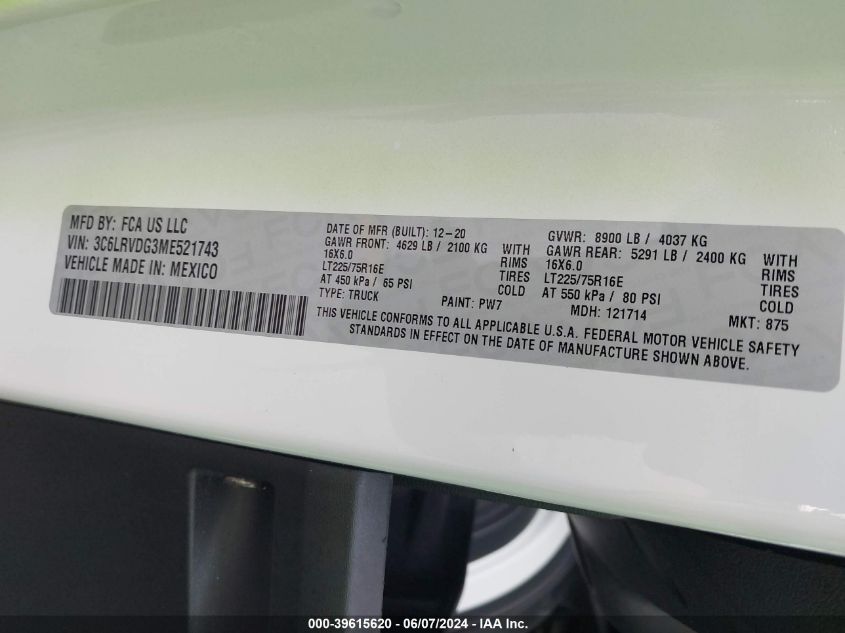 MFD BY: FCA US LLC
VIN: 3C6LRVDG3ME521743
VEHICLE MADE IN: MEXICO
DATE OF MFR (BUILT): 12-20
GAWR FRONT: 4629 LB / 2100 KG WITH
16X6.0 RIMS
LT225/75R16E TIRES
AT 450 kPa / 65 PSI COLD
TYPE: TRUCK PAINT: PW7
GVWR: 8900 LB / 4037 KG
GAWR REAR: 5291 LB / 2400 KG WITH
16X6.0 RIMS
LT225/75R16E TIRES
AT 550 kPa / 80 PSI COLD
MDH: 121714 MKT: 875
THIS VEHICLE CONFORMS TO ALL APPLICABLE U.S.A. FEDERAL MOTOR VEHICLE SAFETY
STANDARDS IN EFFECT ON THE DATE OF MANUFACTURE SHOWN ABOVE.
000-39615620 - 06/07/2024 - IAA, Inc.